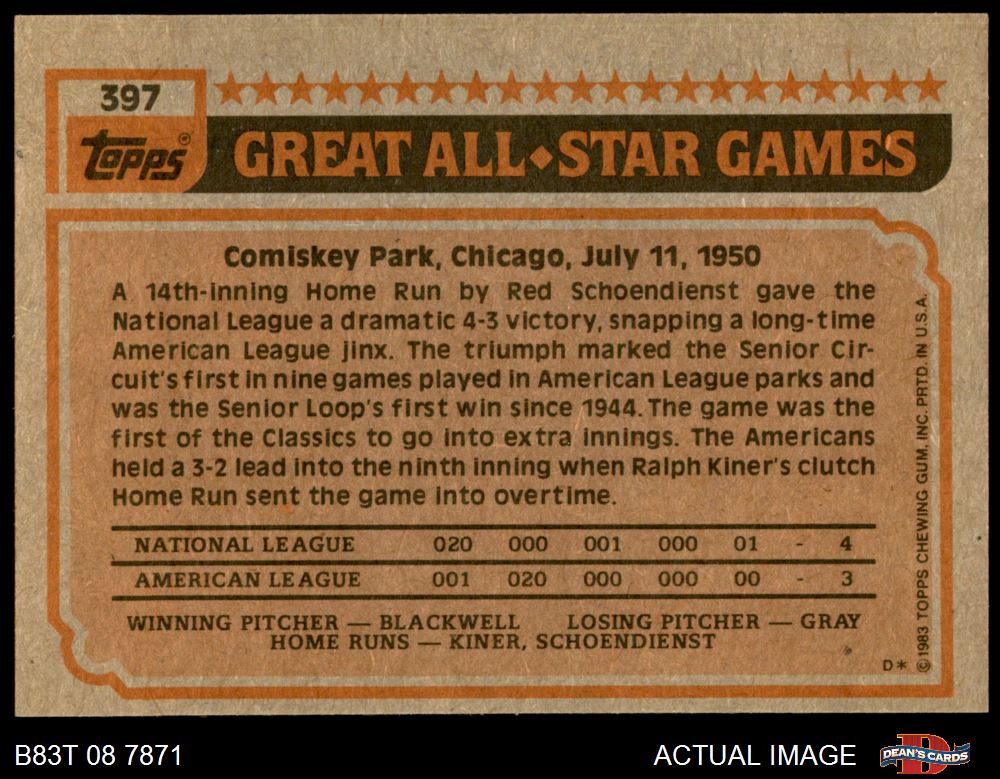 397
Topps®
GREAT ALL◆STAR GAMES
Comiskey Park, Chicago, July 11, 1950
A 14th-inning Home Run by Red Schoendienst gave the
National League a dramatic 4-3 victory, snapping a long-time
American League jinx. The triumph marked the Senior Cir-
cuit's first in nine games played in American League parks and
was the Senior Loop's first win since 1944. The game was the
first of the Classics to go into extra innings. The Americans
held a 3-2 lead into the ninth inning when Ralph Kiner's clutch
Home Run sent the game into overtime.
NATIONAL LEAGUE 020 000 001 000 01 - 4
AMERICAN LEAGUE 001 020 000 000 00 - 3
WINNING PITCHER — BLACKWELL LOSING PITCHER — GRAY
HOME RUNS — KINER, SCHOENDIENST
D*
©1983 TOPPS CHEWING GUM, INC. PRTD. IN U.S.A.
B83T 08 7871
ACTUAL IMAGE
D
DEAN'S CARDS